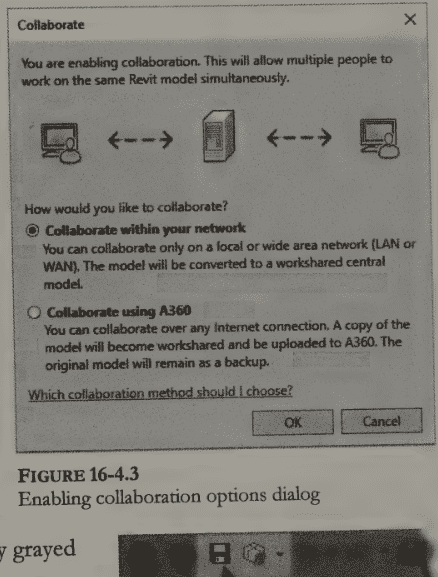 Collaborate
You are enabling collaboration. This will allow multiple people to
work on the same Revit model simultaneously.
How would you like to collaborate?
Collaborate within your network
You can collaborate only on a local or wide area network (LAN or
WAN). The model will be converted to a workshared central
model.
Collaborate using A360
You can collaborate over any Internet connection. A copy of the
model will become workshared and be uploaded to A360. The
original model will remain as a backup.
Which collaboration method should I choose?
OK Cancel
FIGURE 16-4.3
Enabling collaboration options dialog
y grayed